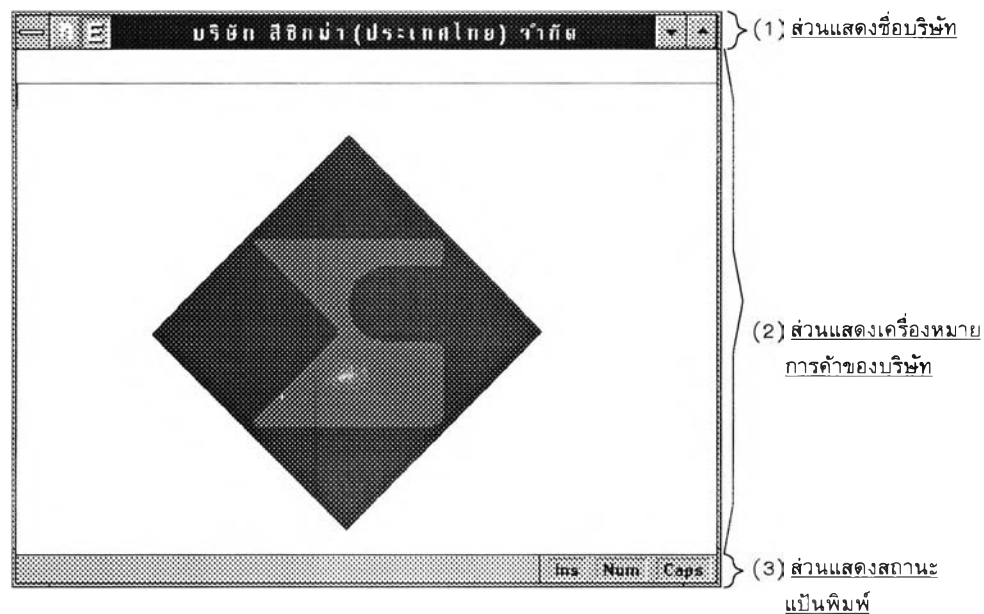 บริษัท สีซิกม่า (ประเทศไทย) จำกัด
(1) ส่วนแสดงชื่อบริษัท
(2) ส่วนแสดงเครื่องหมาย
การค้าของบริษัท
Ins Num Caps
(3) ส่วนแสดงสถานะ
แป้นพิมพ์